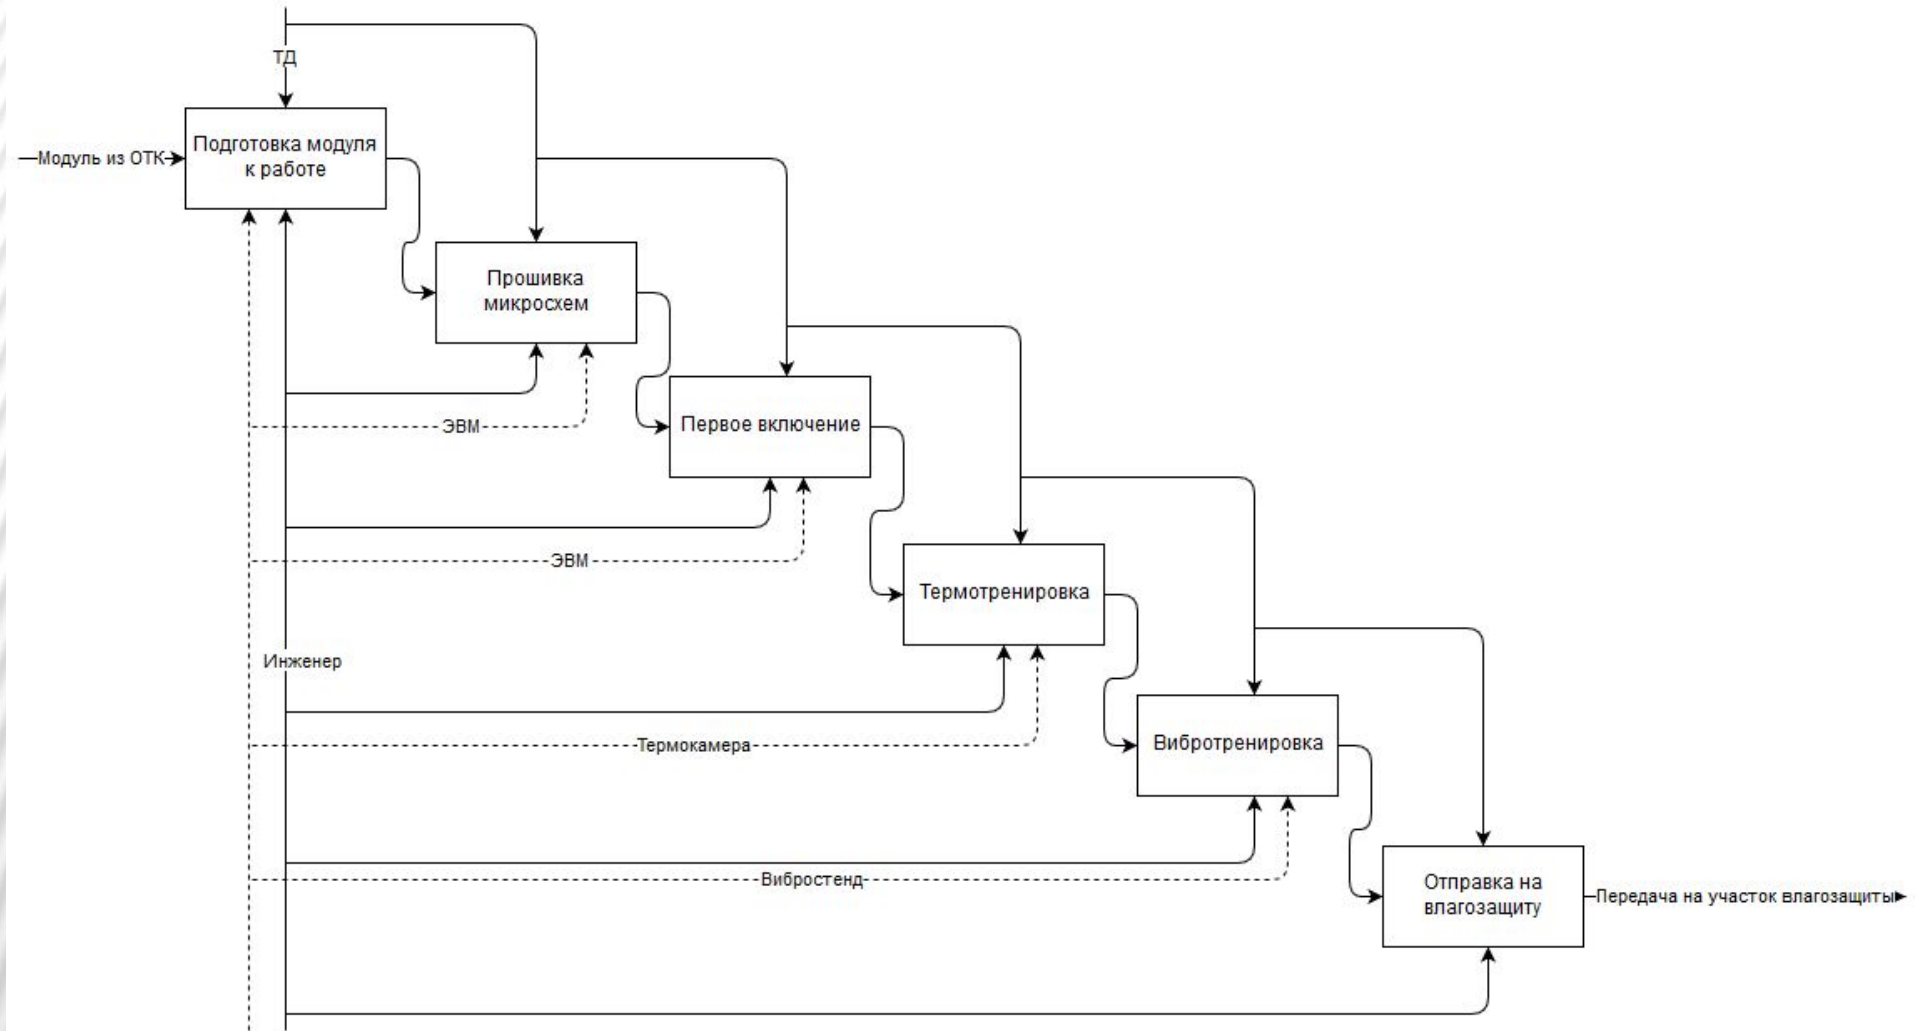 ТД
Модуль из ОТК
Подготовка модуля
к работе
Прошивка
микросхем
ЭВМ
Первое включение
ЭВМ
Термотренировка
Инженер
Термокамера
Вибротренировка
Вибростенд
Отправка на
влагозащиту
Передача на участок влагозащиты